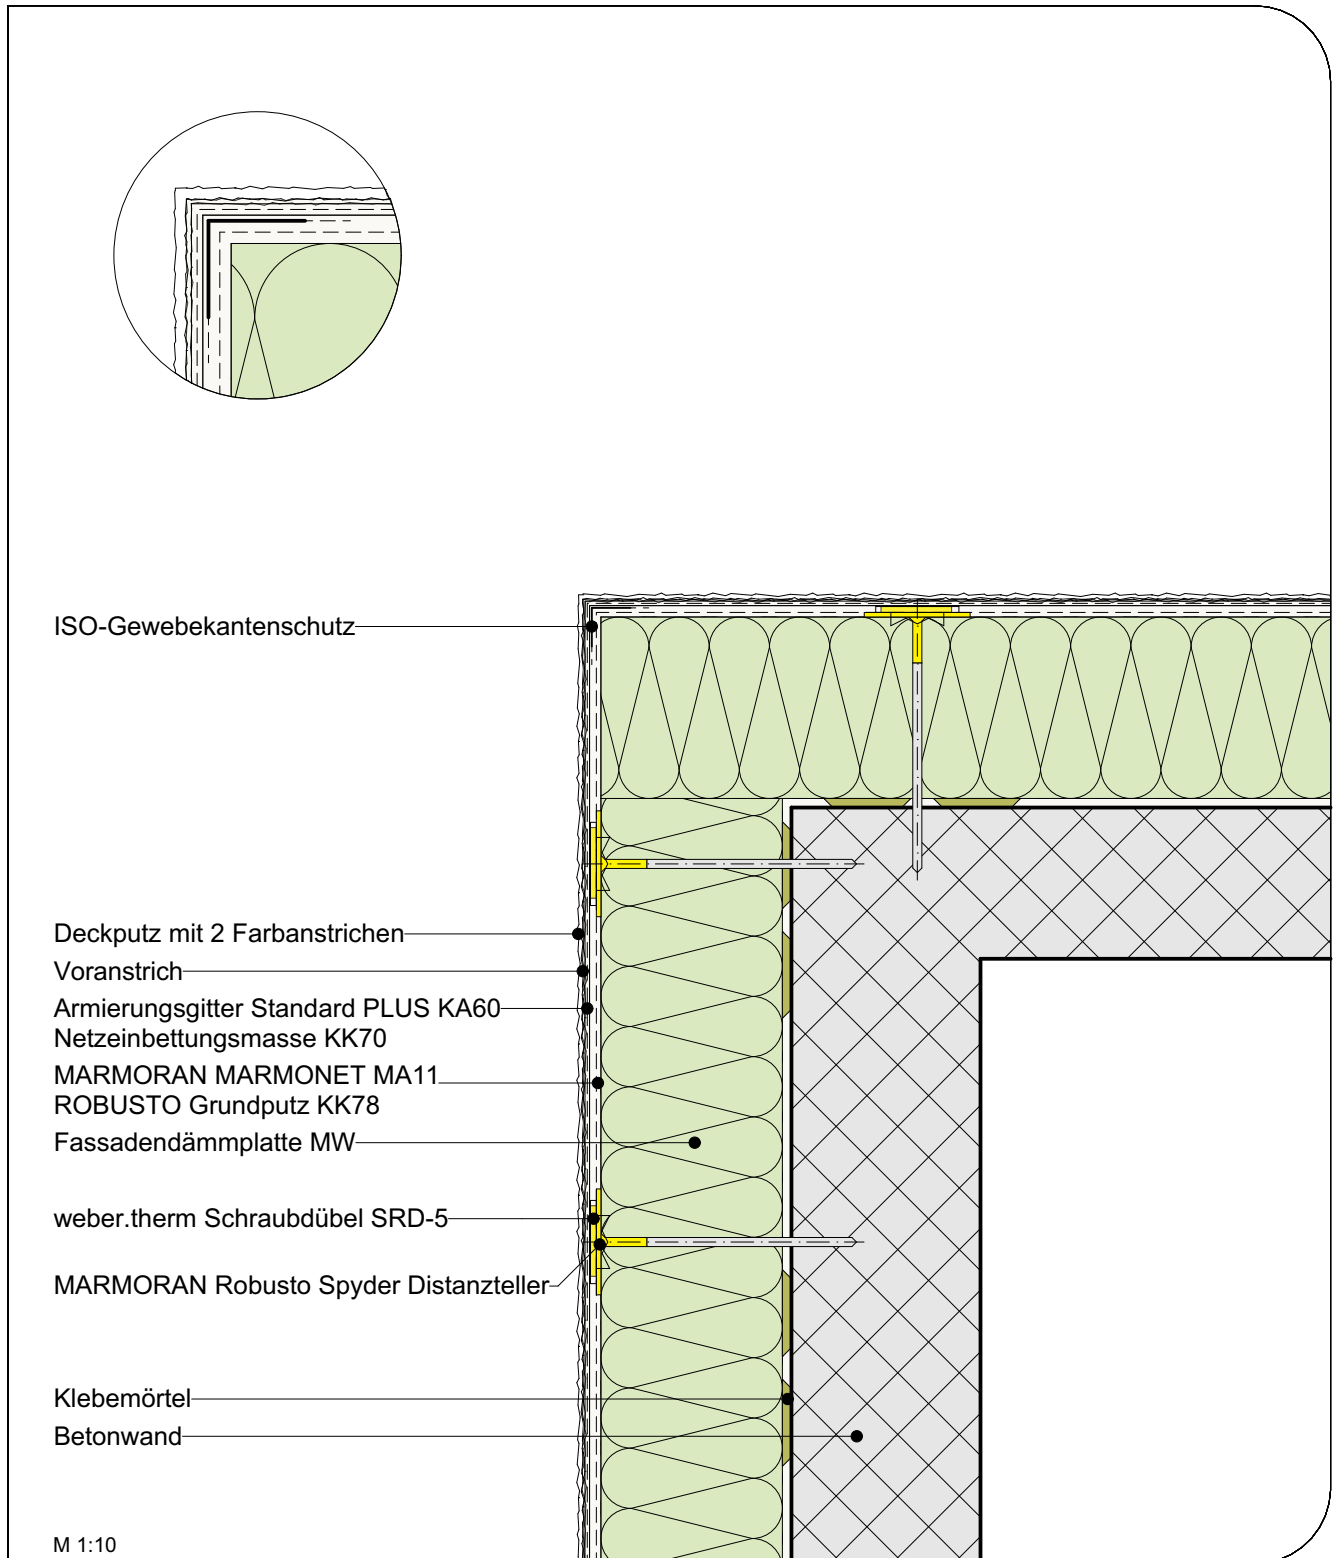 ISO-Gewebekantenschutz
Deckputz mit 2 Farbanstrichen
Voranstrich
Armierungsgitter Standard PLUS KA60
Netzeinbettungsmasse KK70
MARMORAN MARMONET MA11
ROBUSTO Grundputz KK78
Fassadendämmplatte MW
weber.therm Schraubdübel SRD-5
MARMORAN Robusto Spyder Distanzteller
Klebemörtel
Betonwand
M 1:10